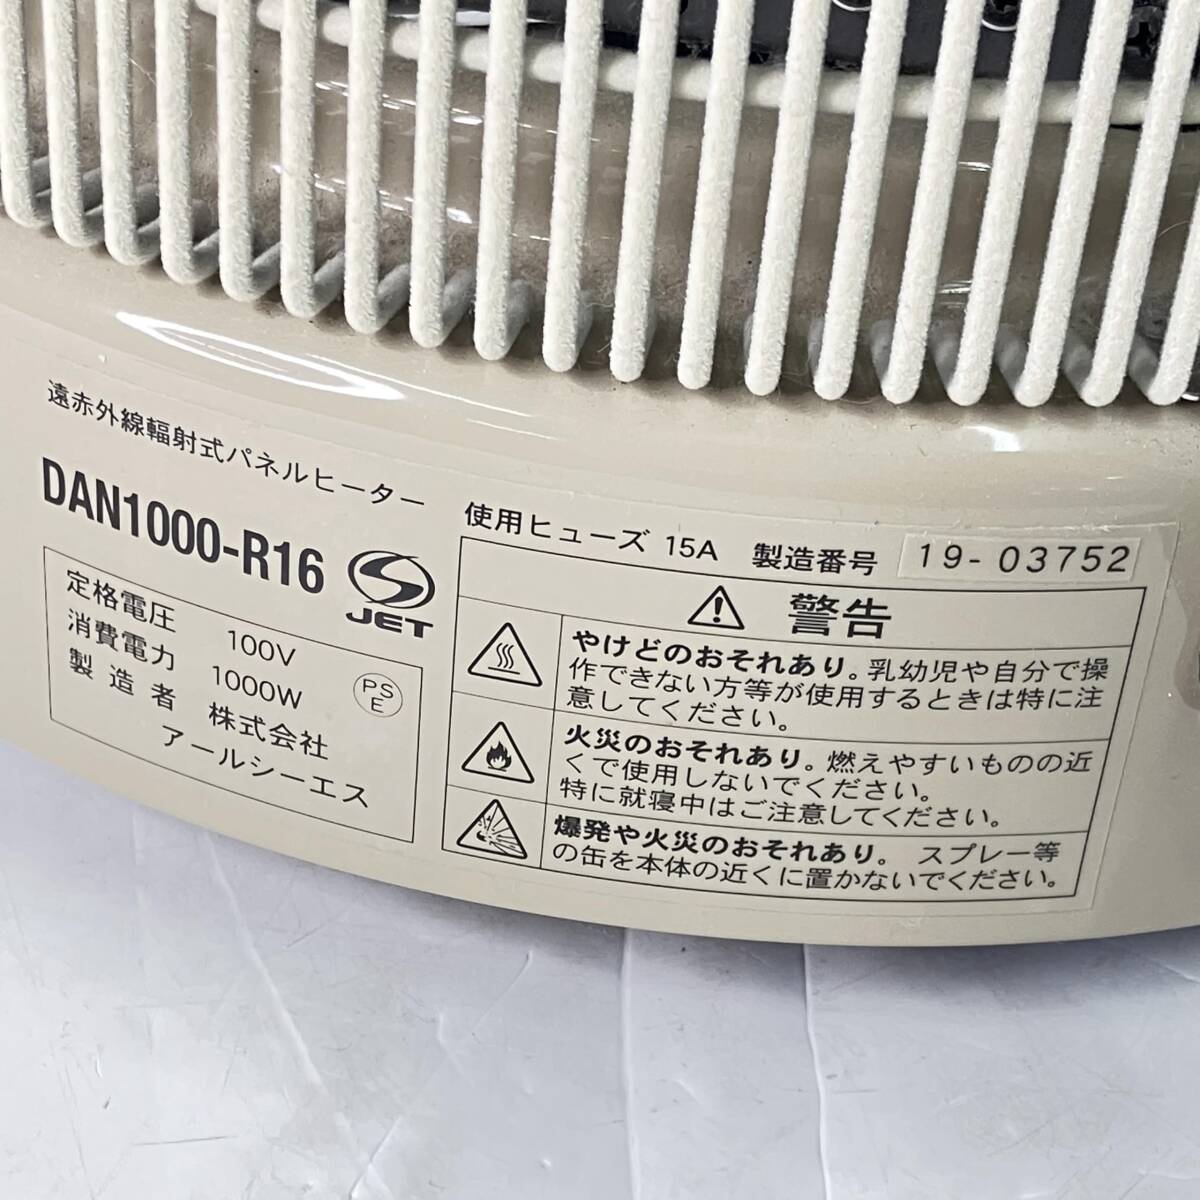 遠赤外線輻射式パネルヒーター
DAN1000-R16
JET
定格電圧 100V
消費電力 1000W
PS
E
製造者 株式会社
アールシーエス
使用ヒューズ 15A 製造番号 19-03752
警告
やけどのおそれあり。乳幼児や自分で操
作できない方等が使用するときは特に注
意してください。
火災のおそれあり。燃えやすいものの近
くで使用しないでください。
特に就寝中はご注意してください。
爆発や火災のおそれあり。 スプレー等
の缶を本体の近くに置かないでください。